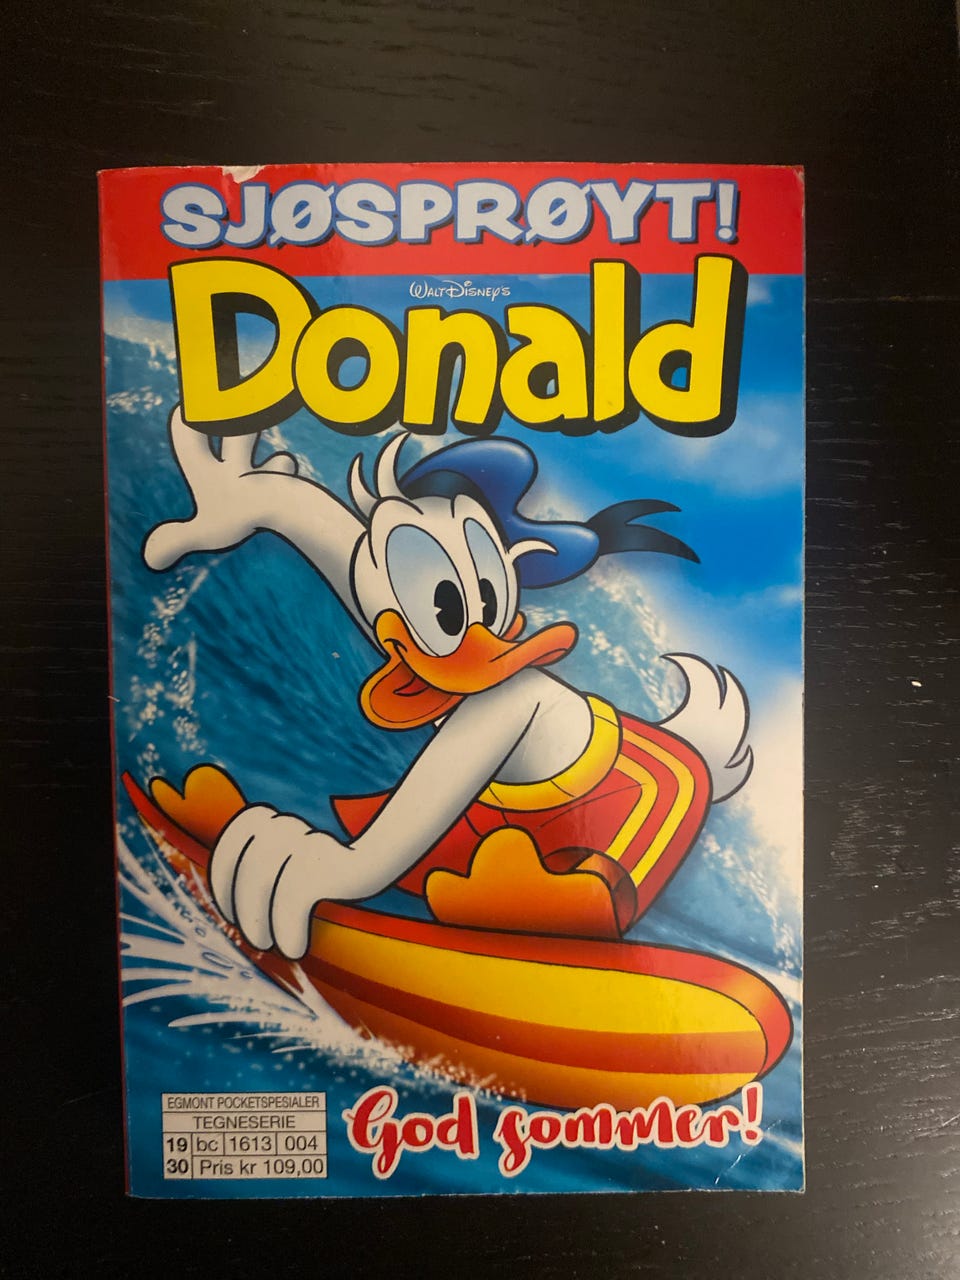 SJØSPRØYT!
WALT DISNEY'S
Donald
EGMONT POCKETSPESIALER
TEGNESERIE
19 bc 1613 004
30 Pris kr 109,00
God sommer!